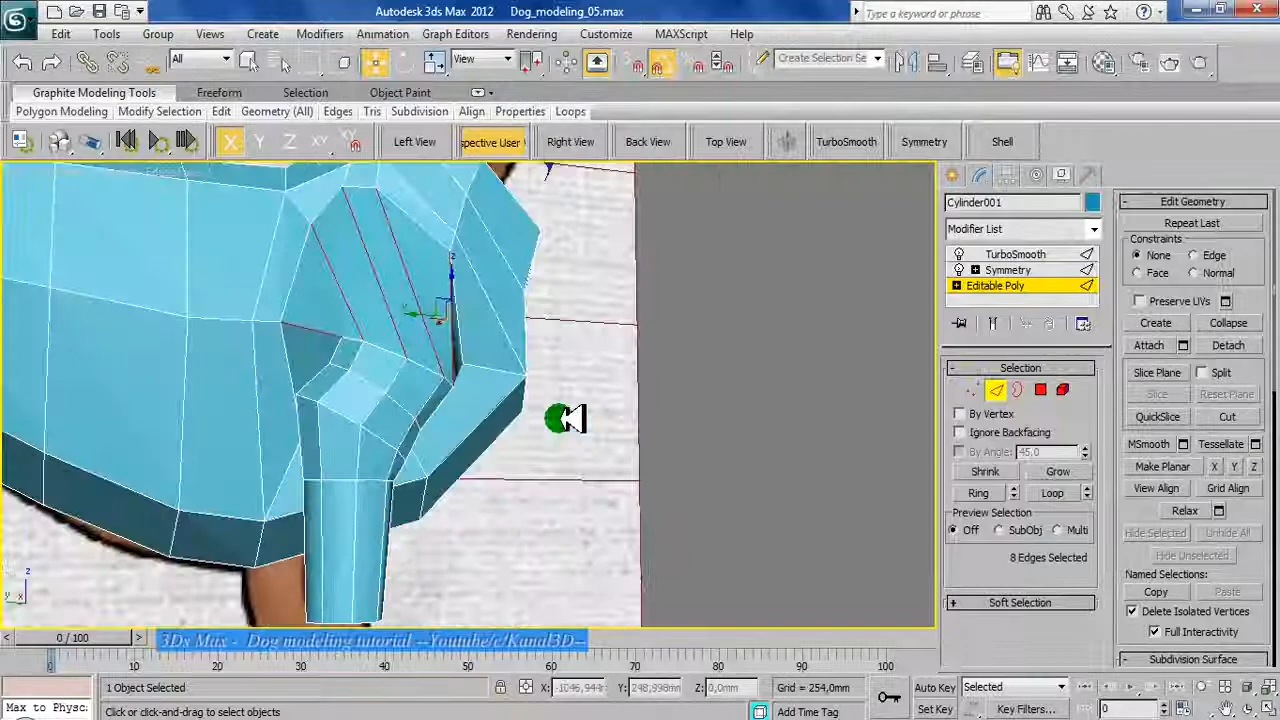 Autodesk 3ds Max 2012 Dog_modeling_05.max
Type a keyword or phrase
Edit Tools Group Views Create Modifiers Animation Graph Editors Rendering Customize MAXScript Help
All View Create Selection Se
Graphite Modeling Tools Freeform Selection Object Paint
Polygon Modeling Modify Selection Edit Geometry (All) Edges Tris Subdivision Align Properties Loops
X Y Z XY Left View spective User Right View Back View Top View TurboSmooth Symmetry Shell
Cylinder001
Modifier List
TurboSmooth
Symmetry
Editable Poly
Selection
By Vertex
Ignore Backfacing
By Angle: 45,0
Shrink Grow
Ring Loop
Preview Selection
Off SubObj Multi
8 Edges Selected
Soft Selection
Edit Geometry
Repeat Last
Constraints
None Edge
Face Normal
Preserve UVs
Create Collapse
Attach Detach
Slice Plane Split
Slice Reset Plane
QuickSlice Cut
MSmooth Tessellate
Make Planar X Y Z
View Align Grid Align
Relax
Hide Selected Unhide All
Hide Unselected
Named Selections:
Copy Paste
Delete Isolated Vertices
Full Interactivity
Subdivision Surface
z
z
y x
0 / 100
3Ds Max - Dog modeling tutorial --Youtube/c/Kanal3D--
0 10 20 30 40 50 60 70 80 90 100
1 Object Selected X: -1046,944m Y: 248,998mm Z: 0,0mm Grid = 254,0mm Auto Key Selected
Max to Physc Click or click-and-drag to select objects Add Time Tag Set Key Key Filters... 0